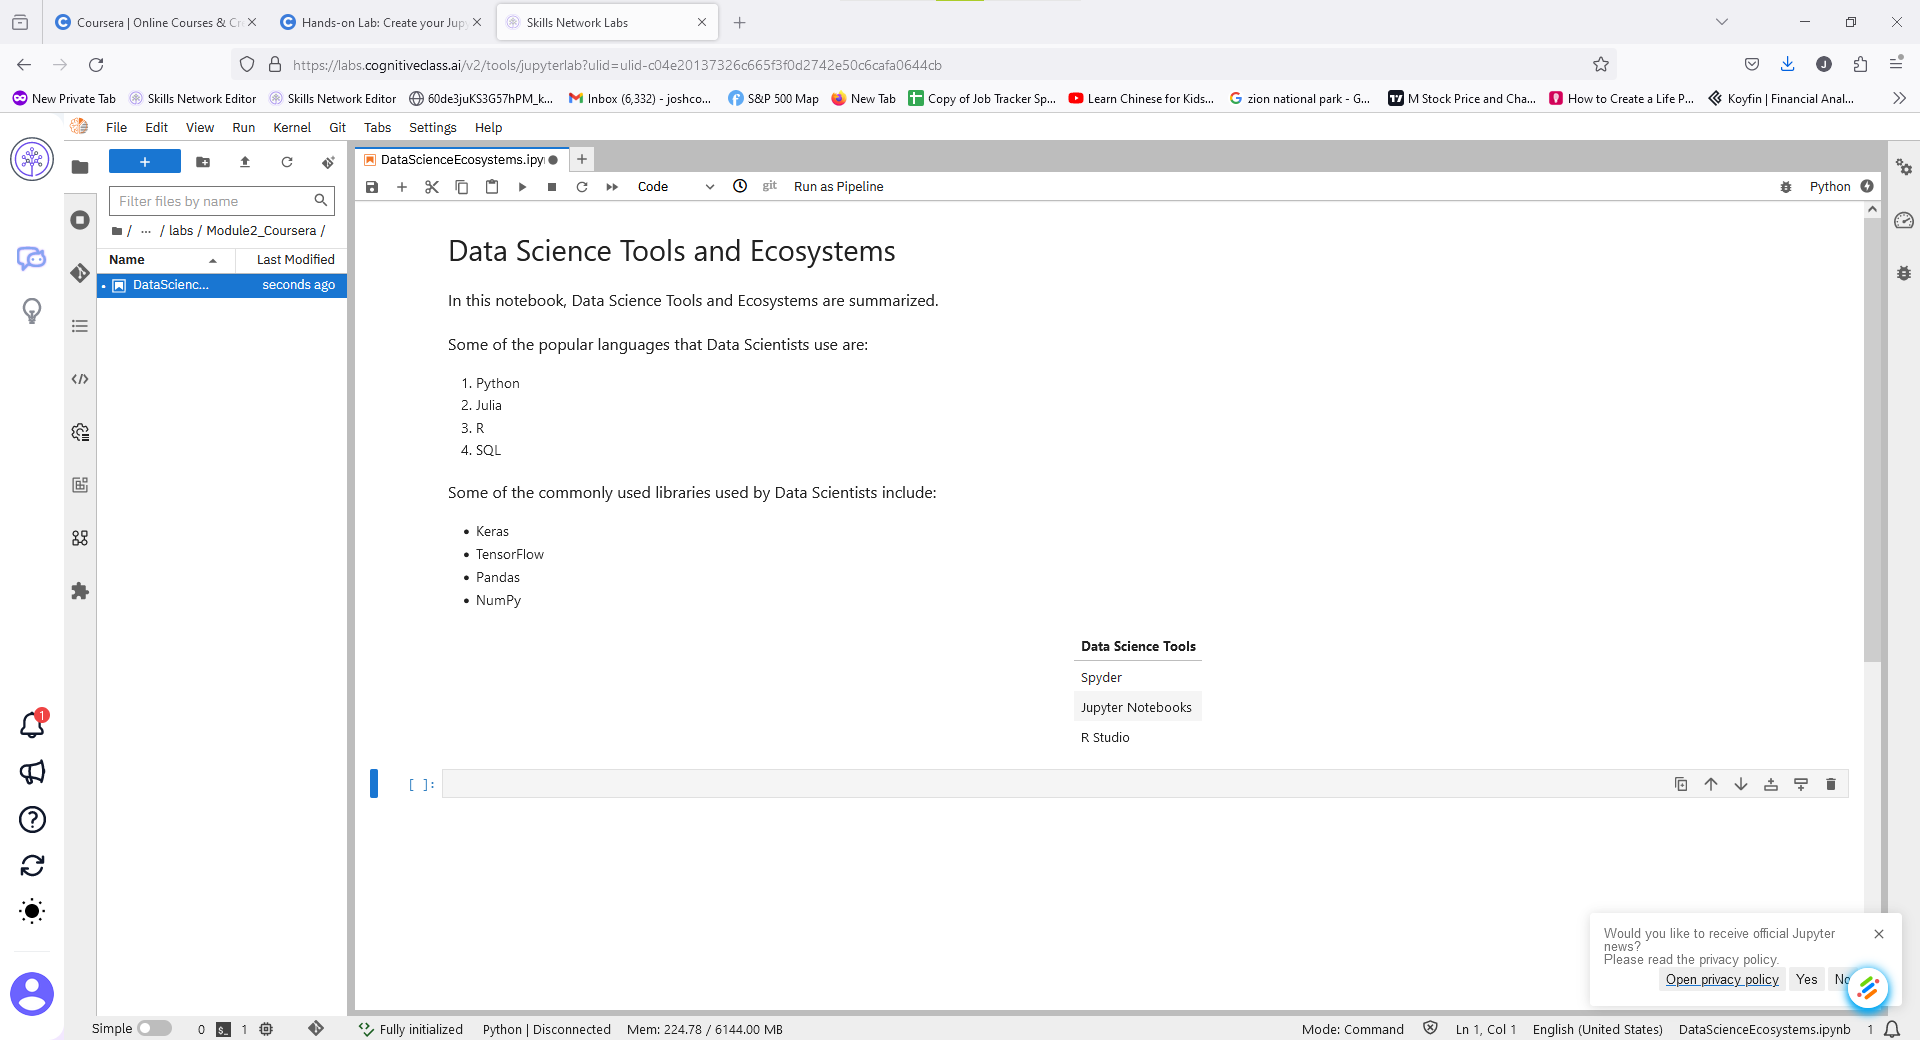 Coursera | Online Courses & Cr
Hands-on Lab: Create your Jupy
Skills Network Labs
https://labs.cognitiveclass.ai/v2/tools/jupyterlab?ulid=ulid-c04e20137326c665f3f0d2742e50c6cafa0644cb
New Private Tab
Skills Network Editor
Skills Network Editor
60de3juKS3G57hPM_k...
Inbox (6,332) - joshco...
S&P 500 Map
New Tab
Copy of Job Tracker Sp...
Learn Chinese for Kids...
zion national park - G...
M Stock Price and Cha...
How to Create a Life P...
Koyfin | Financial Anal...
File Edit View Run Kernel Git Tabs Settings Help
DataScienceEcosystems.ipy
Filter files by name
Code
git
Run as Pipeline
Python
/ ... / labs / Module2_Coursera /
Name
Last Modified
DataScienc...
seconds ago
Data Science Tools and Ecosystems
In this notebook, Data Science Tools and Ecosystems are summarized.
Some of the popular languages that Data Scientists use are:
1. Python
2. Julia
3. R
4. SQL
Some of the commonly used libraries used by Data Scientists include:
• Keras
• TensorFlow
• Pandas
• NumPy
Data Science Tools
Spyder
Jupyter Notebooks
R Studio
[ ]:
1
Would you like to receive official Jupyter
news?
Please read the privacy policy.
Open privacy policy
Yes
No
Simple
0
1
Fully initialized
Python | Disconnected
Mem: 224.78 / 6144.00 MB
Mode: Command
Ln 1, Col 1
English (United States)
DataScienceEcosystems.ipynb
1